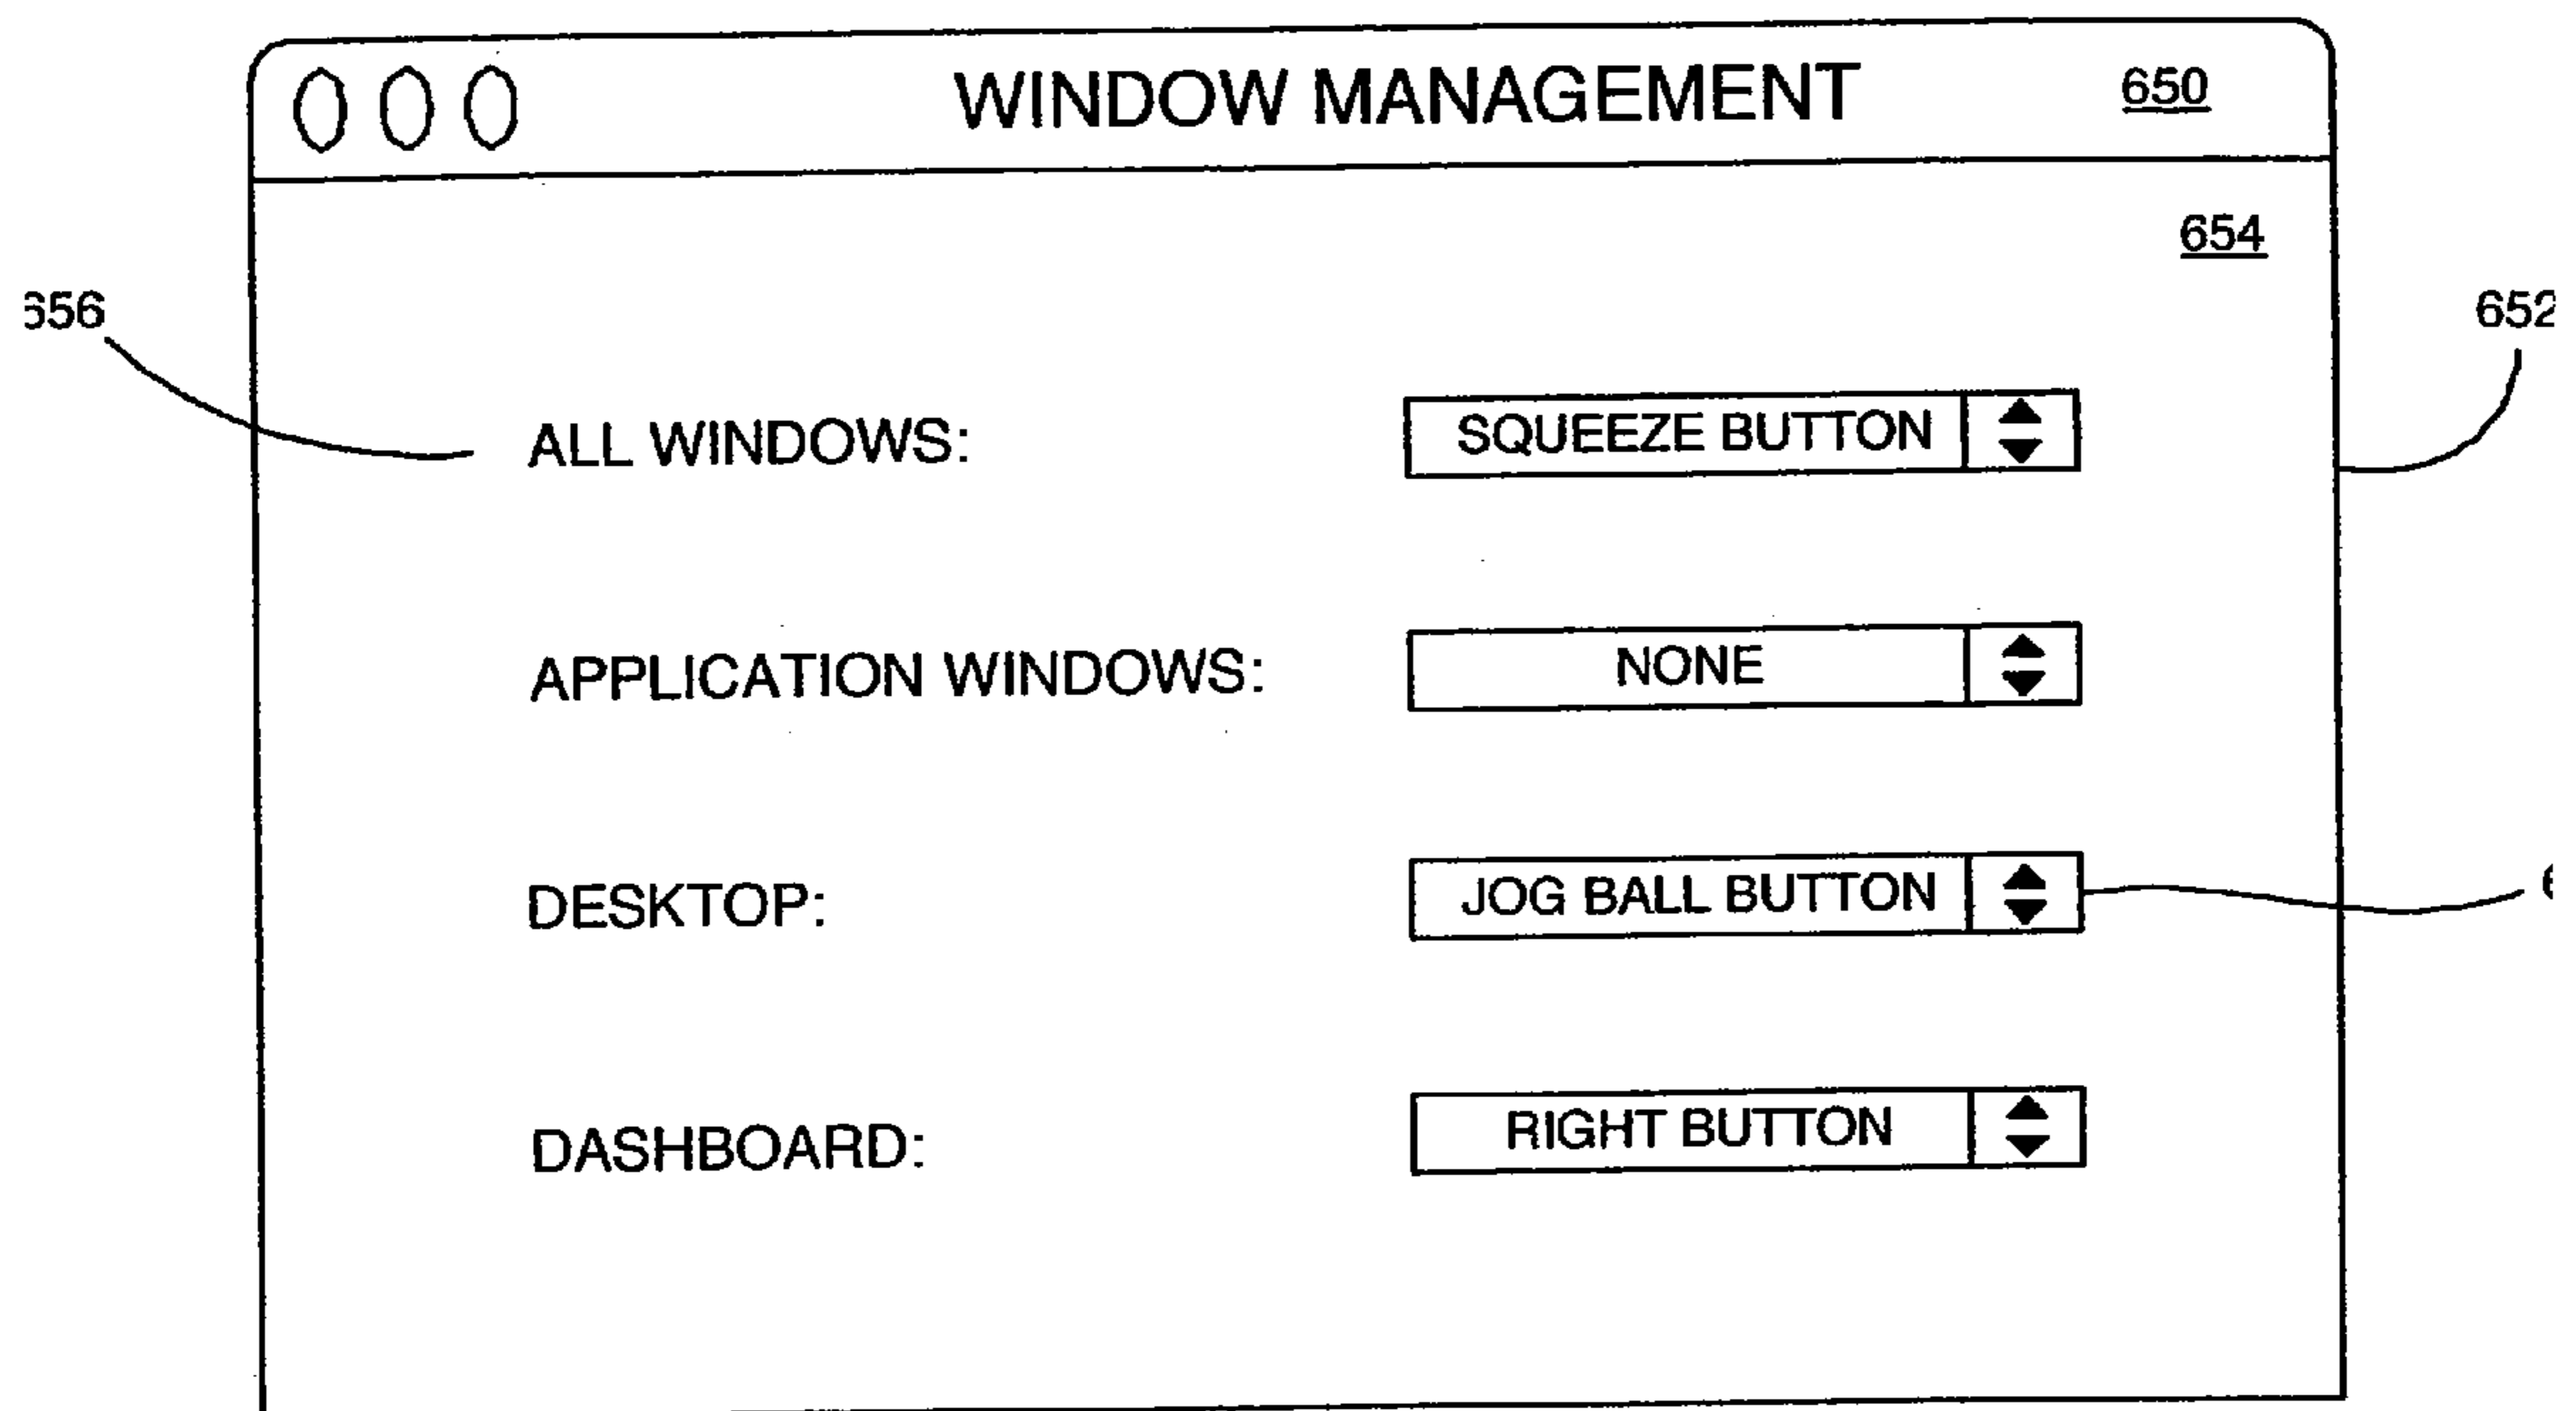 WINDOW MANAGEMENT 650
654
656 652
ALL WINDOWS: SQUEEZE BUTTON
APPLICATION WINDOWS: NONE
DESKTOP: JOG BALL BUTTON
DASHBOARD: RIGHT BUTTON